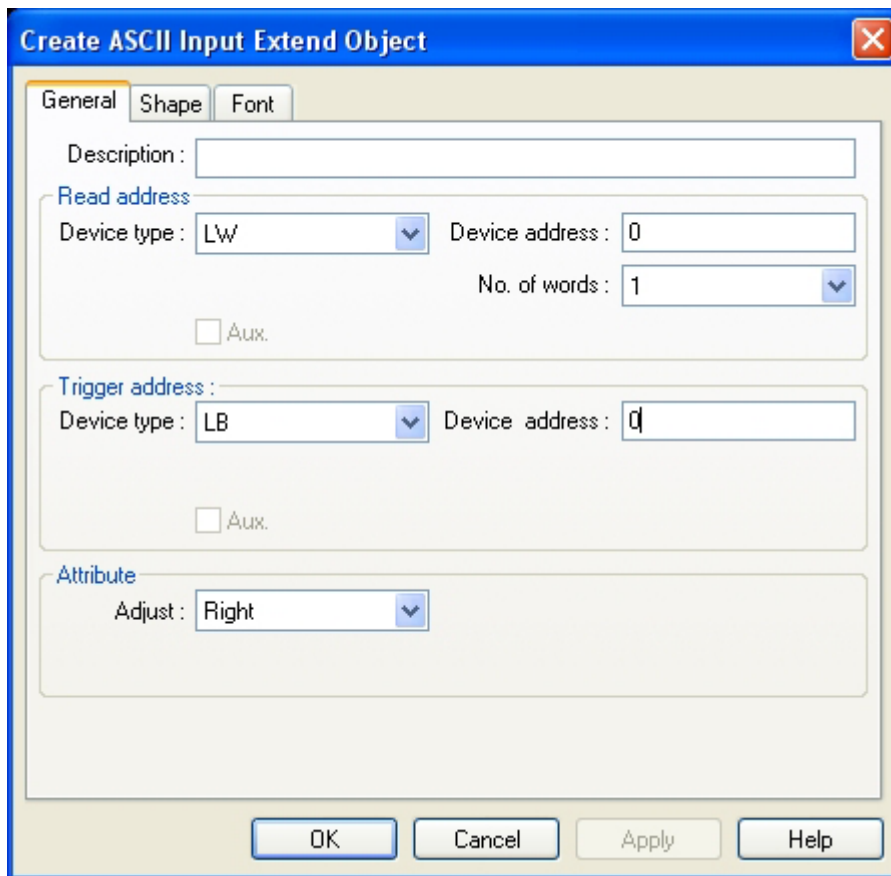 Create ASCII Input Extend Object
General Shape Font
Description :
Read address
Device type : LW Device address : 0
No. of words : 1
Aux.
Trigger address :
Device type : LB Device address : 0
Aux.
Attribute
Adjust : Right
OK Cancel Apply Help